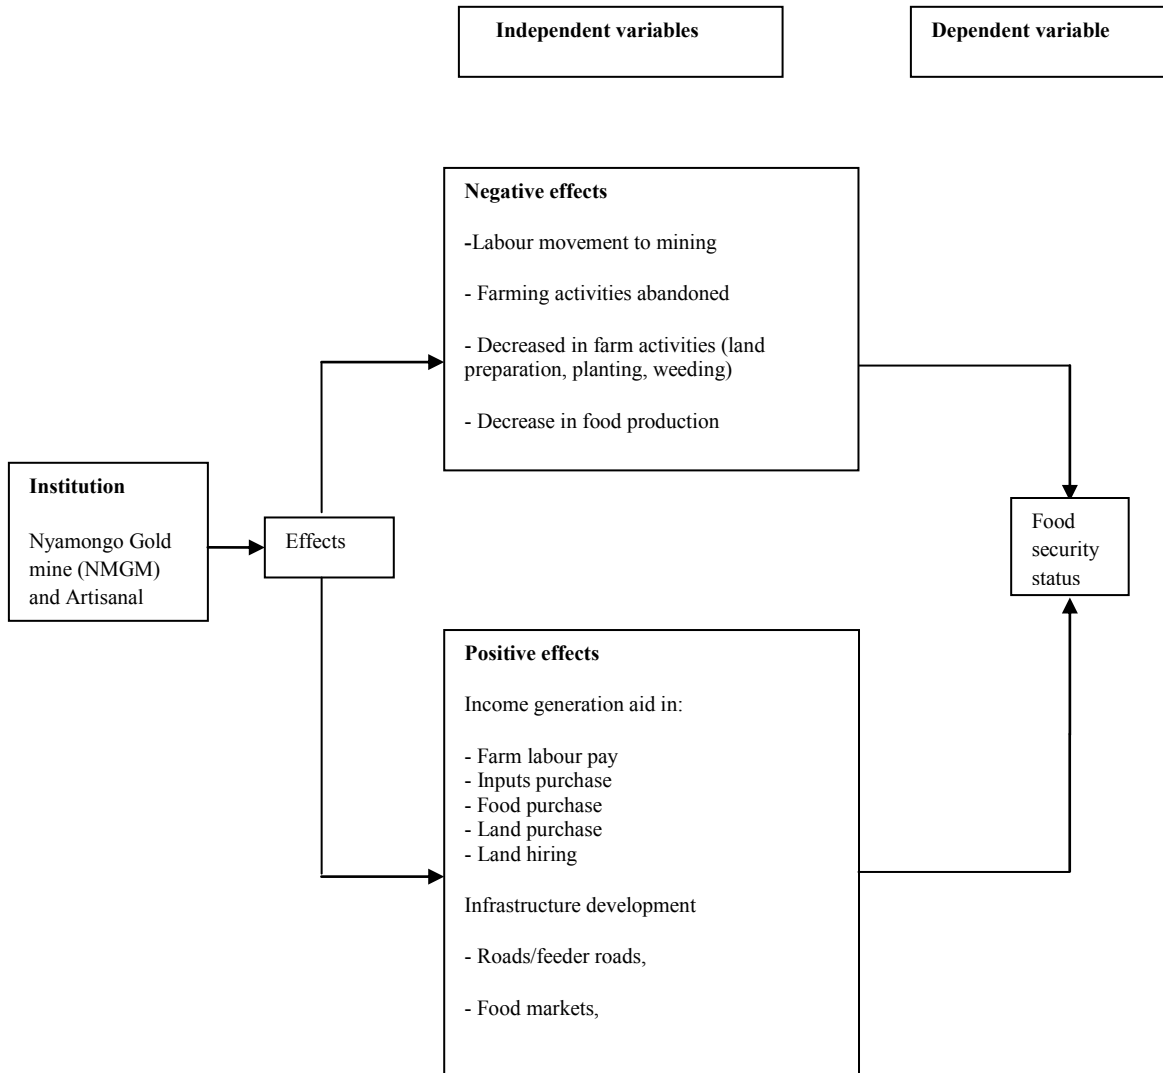 Independent variables
Dependent variable
Negative effects
-Labour movement to mining
- Farming activities abandoned
- Decreased in farm activities (land
preparation, planting, weeding)
- Decrease in food production
Institution
Nyamongo Gold
mine (NMGM)
and Artisanal
Effects
Food
security
status
Positive effects
Income generation aid in:
- Farm labour pay
- Inputs purchase
- Food purchase
- Land purchase
- Land hiring
Infrastructure development
- Roads/feeder roads,
- Food markets,